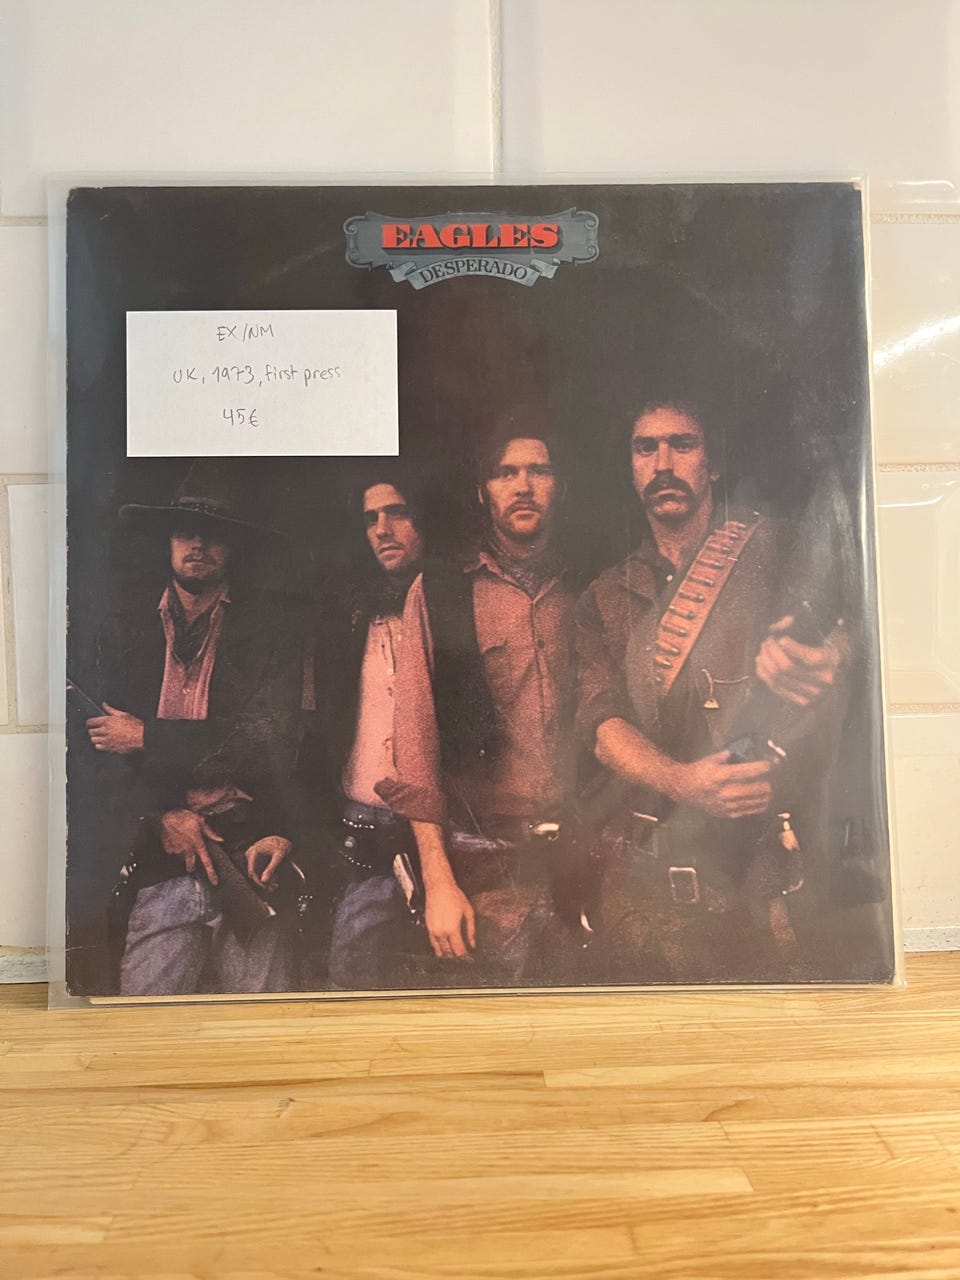 EAGLES
DESPERADO
EX/NM
UK, 1973, first press
45€